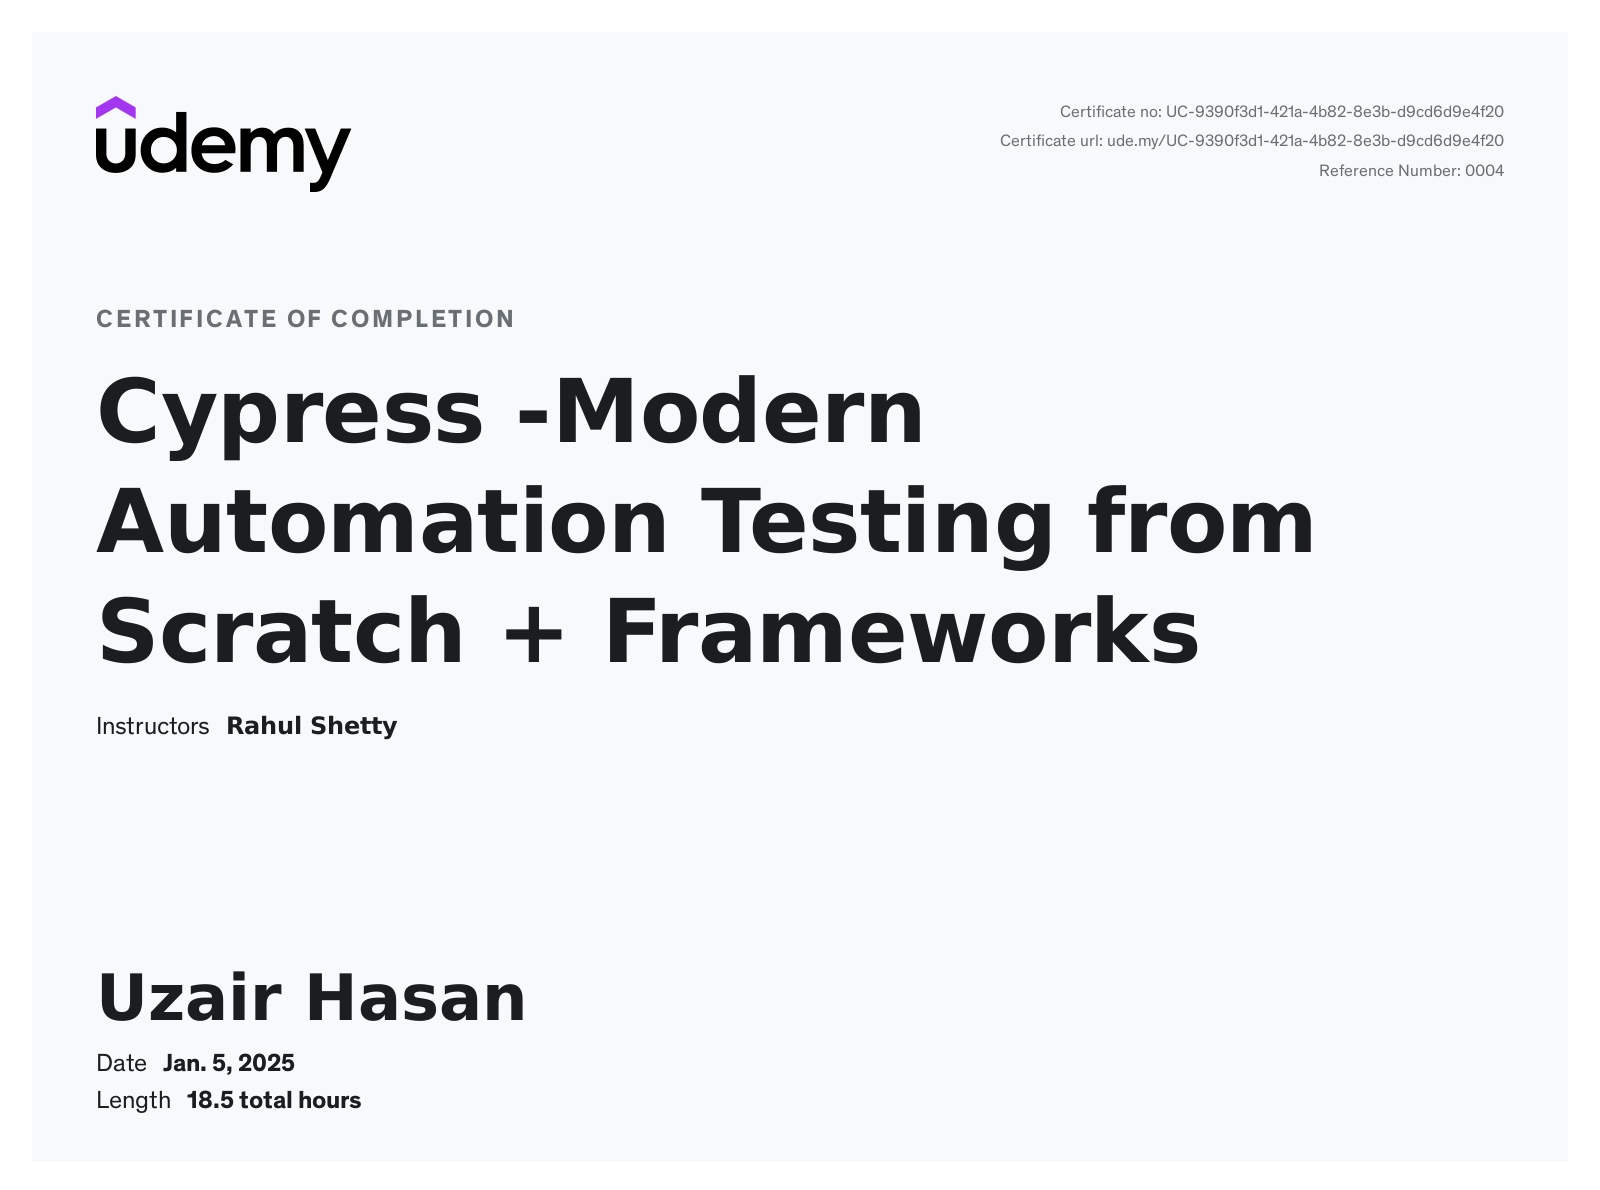 udemy
Certificate no: UC-9390f3d1-421a-4b82-8e3b-d9cd6d9e4f20
Certificate url: ude.my/UC-9390f3d1-421a-4b82-8e3b-d9cd6d9e4f20
Reference Number: 0004
CERTIFICATE OF COMPLETION
Cypress -Modern
Automation Testing from
Scratch + Frameworks
Instructors Rahul Shetty
Uzair Hasan
Date Jan. 5, 2025
Length 18.5 total hours